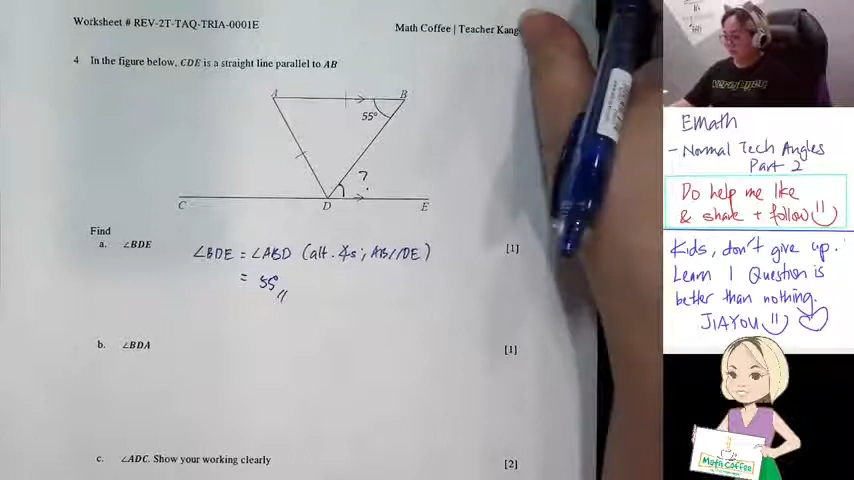 Worksheet # REV-2T-TAQ-TRIA-0001E
Math Coffee | Teacher Kang
4 In the figure below, CDE is a straight line parallel to AB
A
B
55°
?
C
D
E
Find
a. ∠BDE
∠BDE = ∠ABD (alt. ∠s, AB//DE)
[1]
= 55°
b. ∠BDA
[1]
c. ∠ADC. Show your working clearly
[2]
EMath
- Normal Tech Angles
Part 2
Do help me like
& share + follow
Kids, don't give up.
Learn 1 Question is
better than nothing.
JIAYOU
Math Coffee